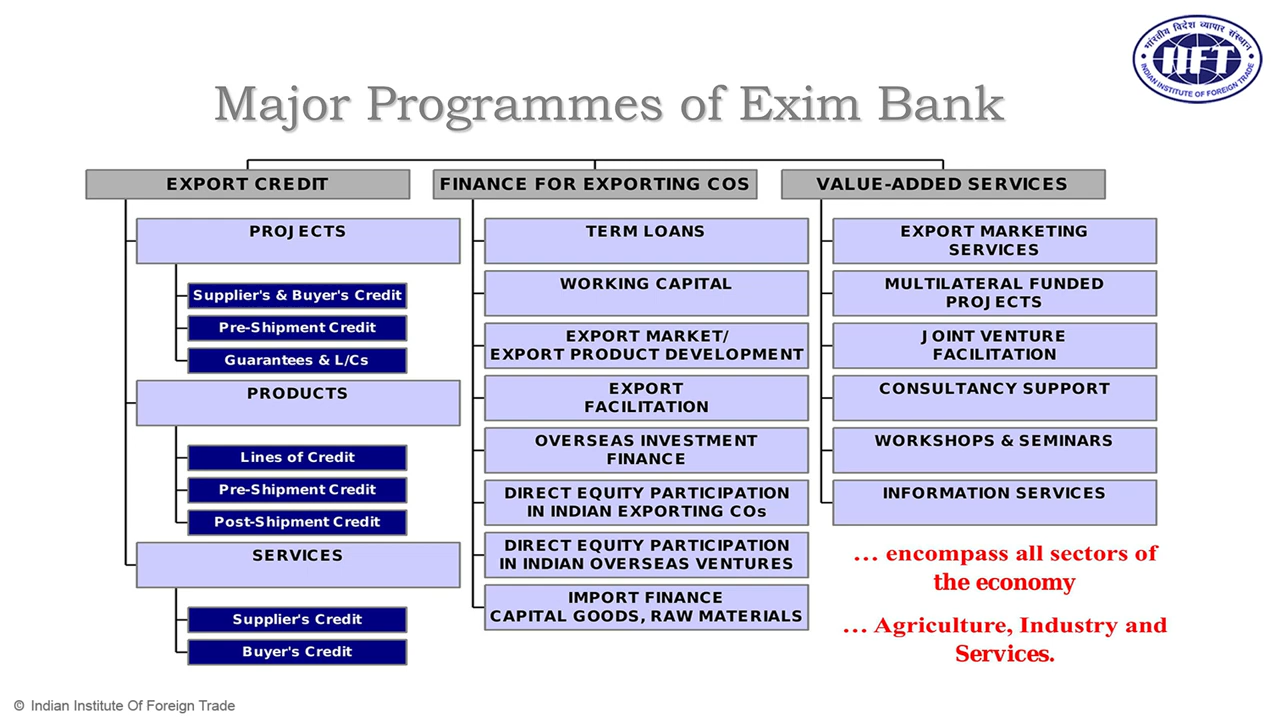 भारतीय विदेश व्यापार संस्थान
IIFT
INDIAN INSTITUTE OF FOREIGN TRADE
Major Programmes of Exim Bank
EXPORT CREDIT
PROJECTS
Supplier's & Buyer's Credit
Pre-Shipment Credit
Guarantees & L/Cs
PRODUCTS
Lines of Credit
Pre-Shipment Credit
Post-Shipment Credit
SERVICES
Supplier's Credit
Buyer's Credit
FINANCE FOR EXPORTING COS
TERM LOANS
WORKING CAPITAL
EXPORT MARKET/
EXPORT PRODUCT DEVELOPMENT
EXPORT
FACILITATION
OVERSEAS INVESTMENT
FINANCE
DIRECT EQUITY PARTICIPATION
IN INDIAN EXPORTING COs
DIRECT EQUITY PARTICIPATION
IN INDIAN OVERSEAS VENTURES
IMPORT FINANCE
CAPITAL GOODS, RAW MATERIALS
VALUE-ADDED SERVICES
EXPORT MARKETING
SERVICES
MULTILATERAL FUNDED
PROJECTS
JOINT VENTURE
FACILITATION
CONSULTANCY SUPPORT
WORKSHOPS & SEMINARS
INFORMATION SERVICES
... encompass all sectors of
the economy
... Agriculture, Industry and
Services.
© Indian Institute Of Foreign Trade